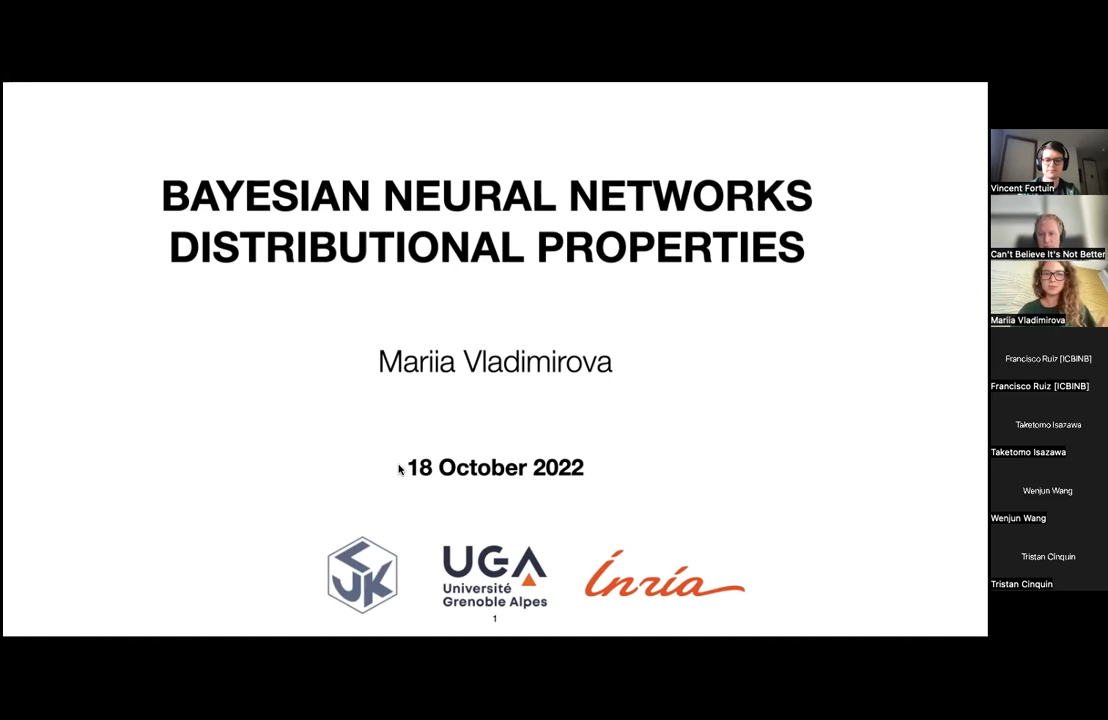 BAYESIAN NEURAL NETWORKS
DISTRIBUTIONAL PROPERTIES
Mariia Vladimirova
18 October 2022
LJK
UGA
Université
Grenoble Alpes
Inria
1
Vincent Fortuin
Can't Believe It's Not Better
Mariia Vladimirova
Francisco Ruiz [ICBINB]
Francisco Ruiz [ICBINB]
Taketomo Isazawa
Taketomo Isazawa
Wenjun Wang
Wenjun Wang
Tristan Cinquin
Tristan Cinquin